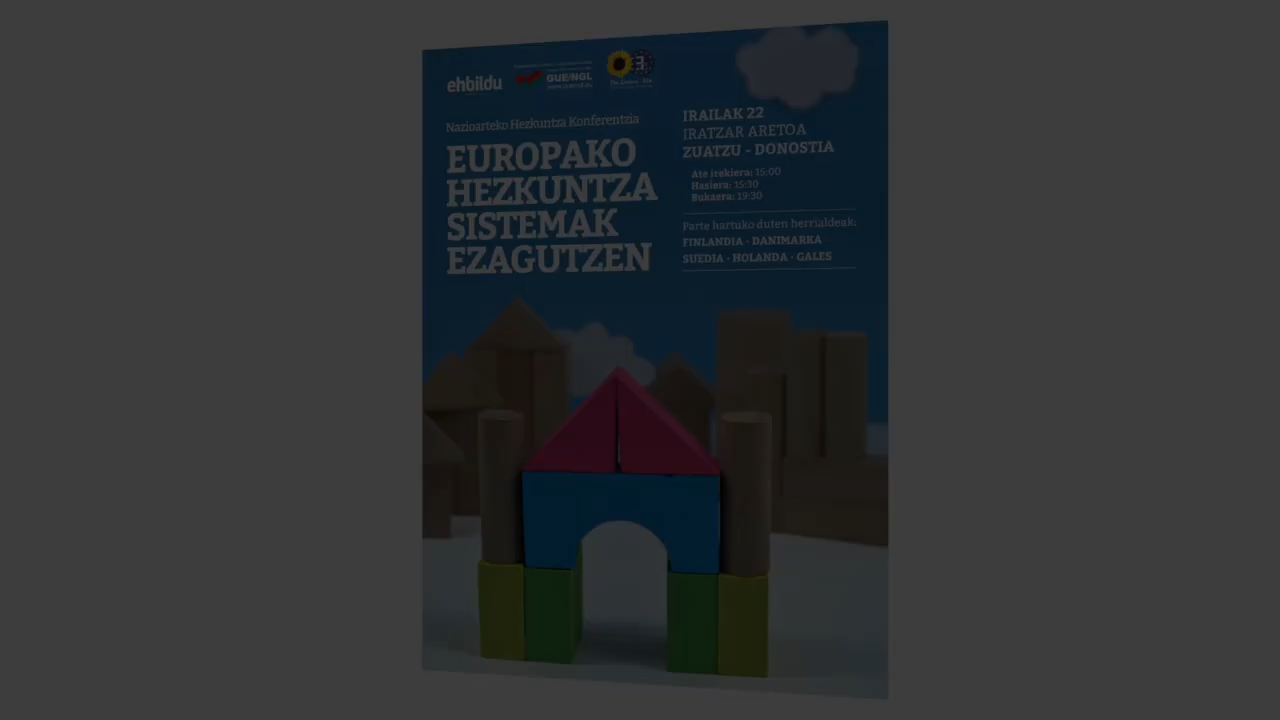 ehbildu
GUE/NGL
Nazioarteko Hezkuntza Konferentzia
EUROPAKO
HEZKUNTZA
SISTEMAK
EZAGUTZEN
IRAILAK 22
IRATZAR ARETOA
ZUATZU - DONOSTIA
Ate irekiera: 15:00
Hasiera: 15:30
Bukaera: 19:30
Parte hartuko duten herrialdeak:
FINLANDIA · DANIMARKA
SUEDIA · HOLANDA · GALES